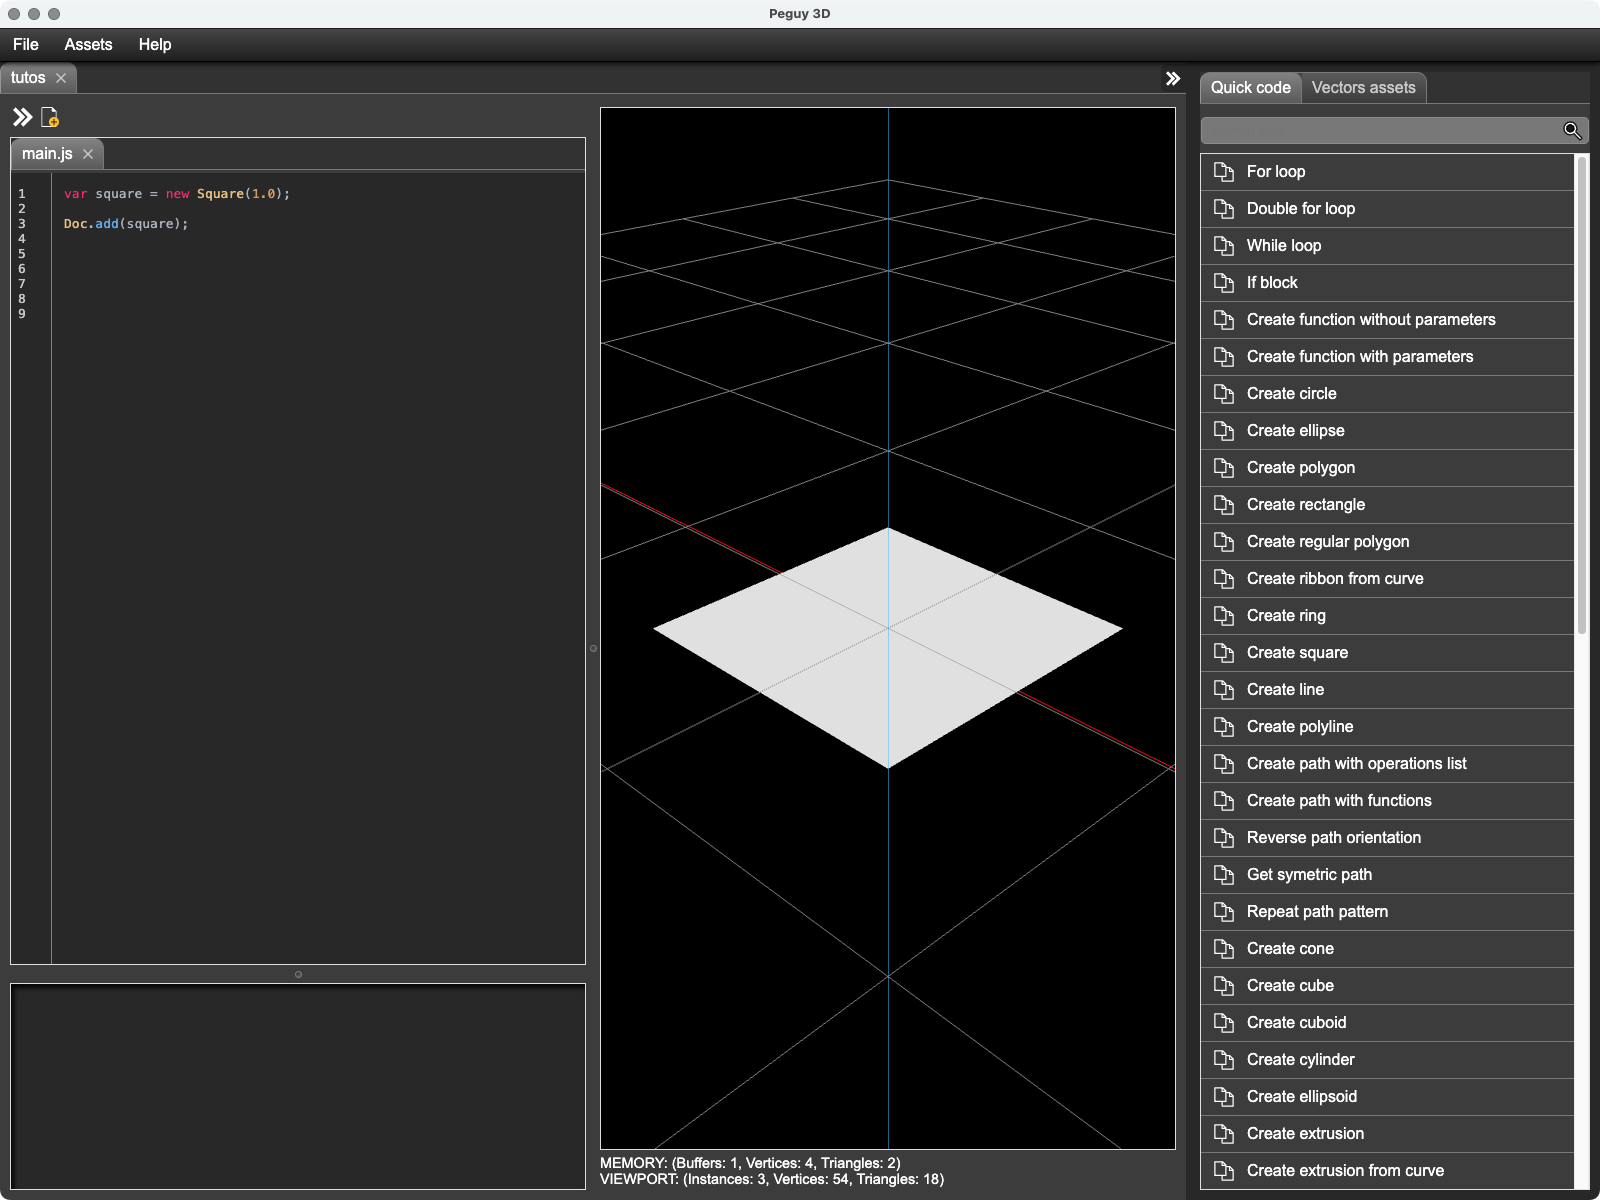 Peguy 3D
File Assets Help
tutos
main.js
1 var square = new Square(1.0);
2
3 Doc.add(square);
4
5
6
7
8
9
MEMORY: (Buffers: 1, Vertices: 4, Triangles: 2)
VIEWPORT: (Instances: 3, Vertices: 54, Triangles: 18)
Quick code Vectors assets
For loop
Double for loop
While loop
If block
Create function without parameters
Create function with parameters
Create circle
Create ellipse
Create polygon
Create rectangle
Create regular polygon
Create ribbon from curve
Create ring
Create square
Create line
Create polyline
Create path with operations list
Create path with functions
Reverse path orientation
Get symetric path
Repeat path pattern
Create cone
Create cube
Create cuboid
Create cylinder
Create ellipsoid
Create extrusion
Create extrusion from curve